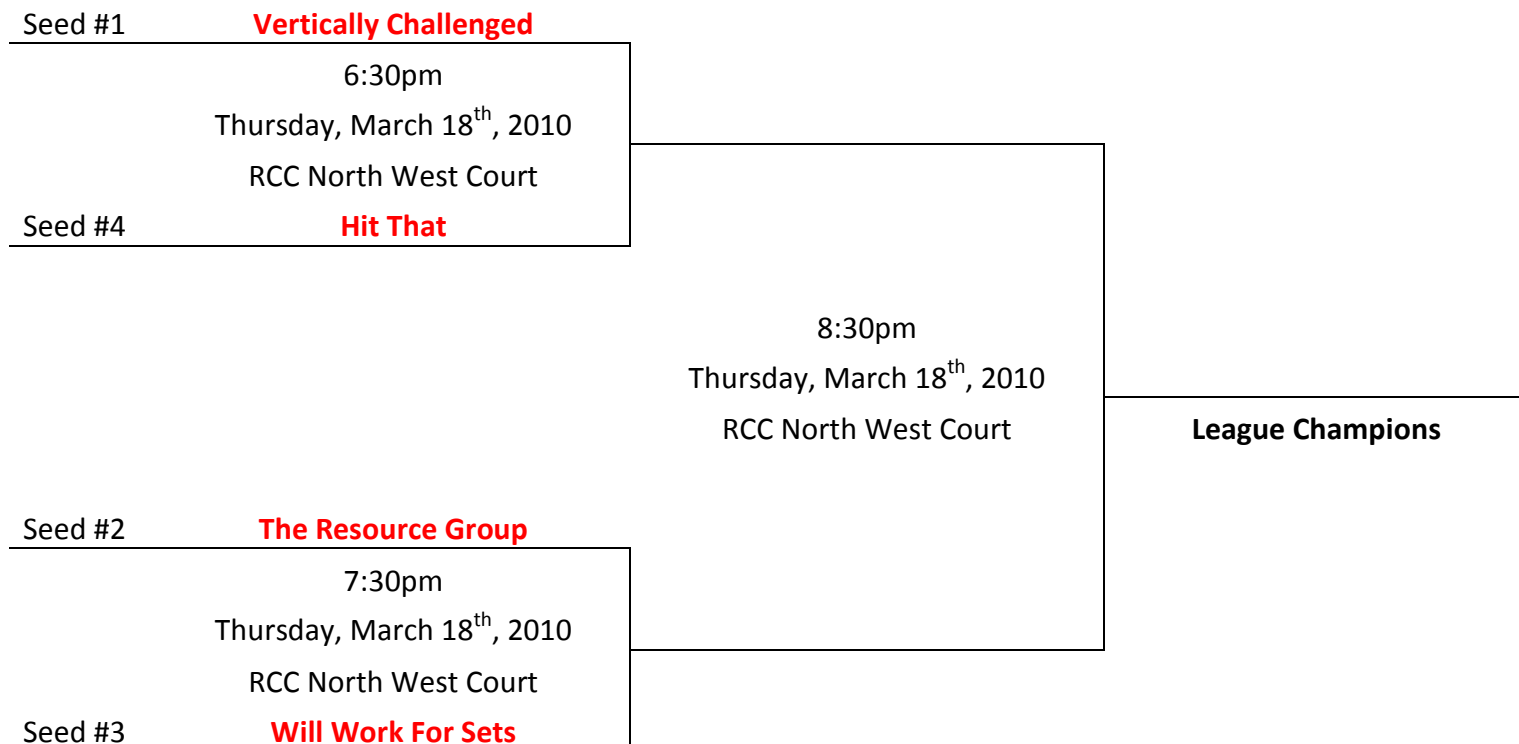 Seed #1 Vertically Challenged
6:30pm
Thursday, March 18th, 2010
RCC North West Court
Seed #4 Hit That
8:30pm
Thursday, March 18th, 2010
RCC North West Court
League Champions
Seed #2 The Resource Group
7:30pm
Thursday, March 18th, 2010
RCC North West Court
Seed #3 Will Work For Sets